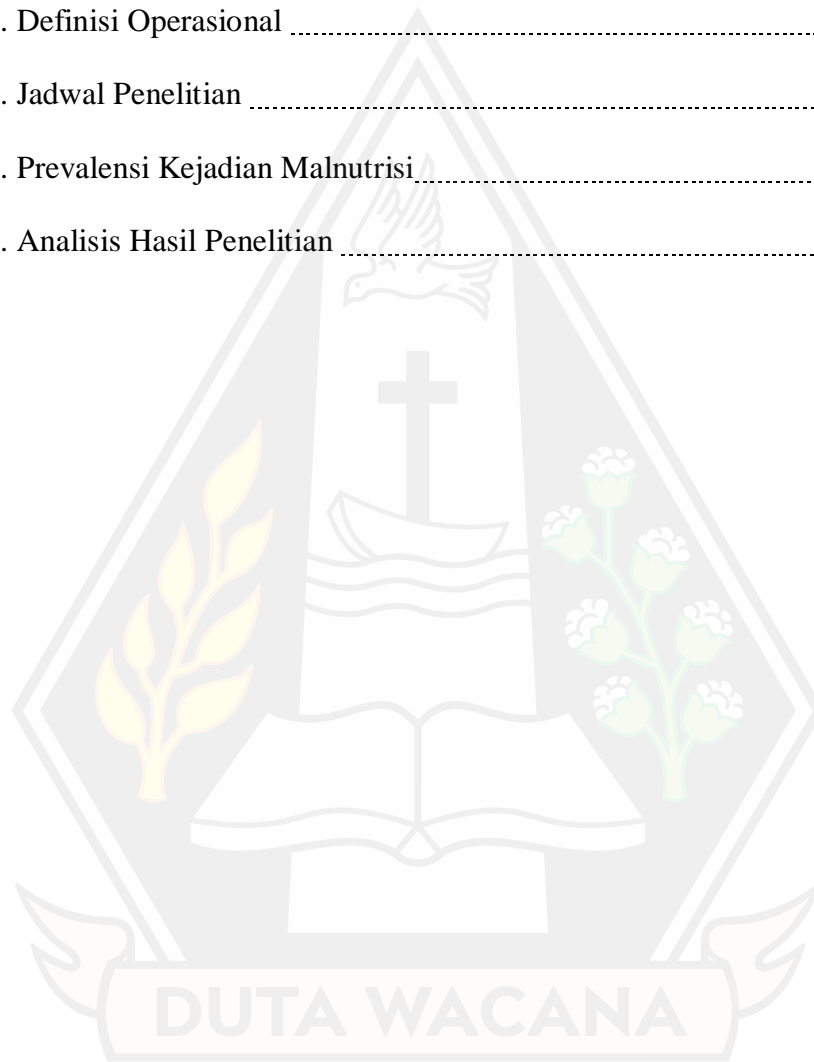 . Definisi Operasional
. Jadwal Penelitian
. Prevalensi Kejadian Malnutrisi
. Analisis Hasil Penelitian
DUTA WACANA